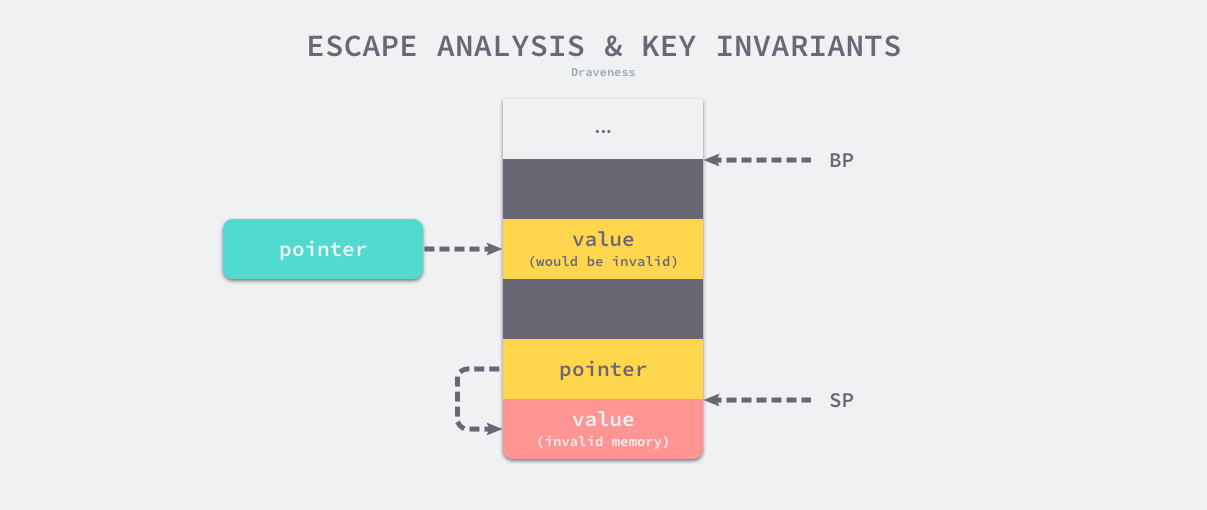 ESCAPE ANALYSIS & KEY INVARIANTS
Draveness
...
BP
pointer
value
(would be invalid)
pointer
SP
value
(invalid memory)